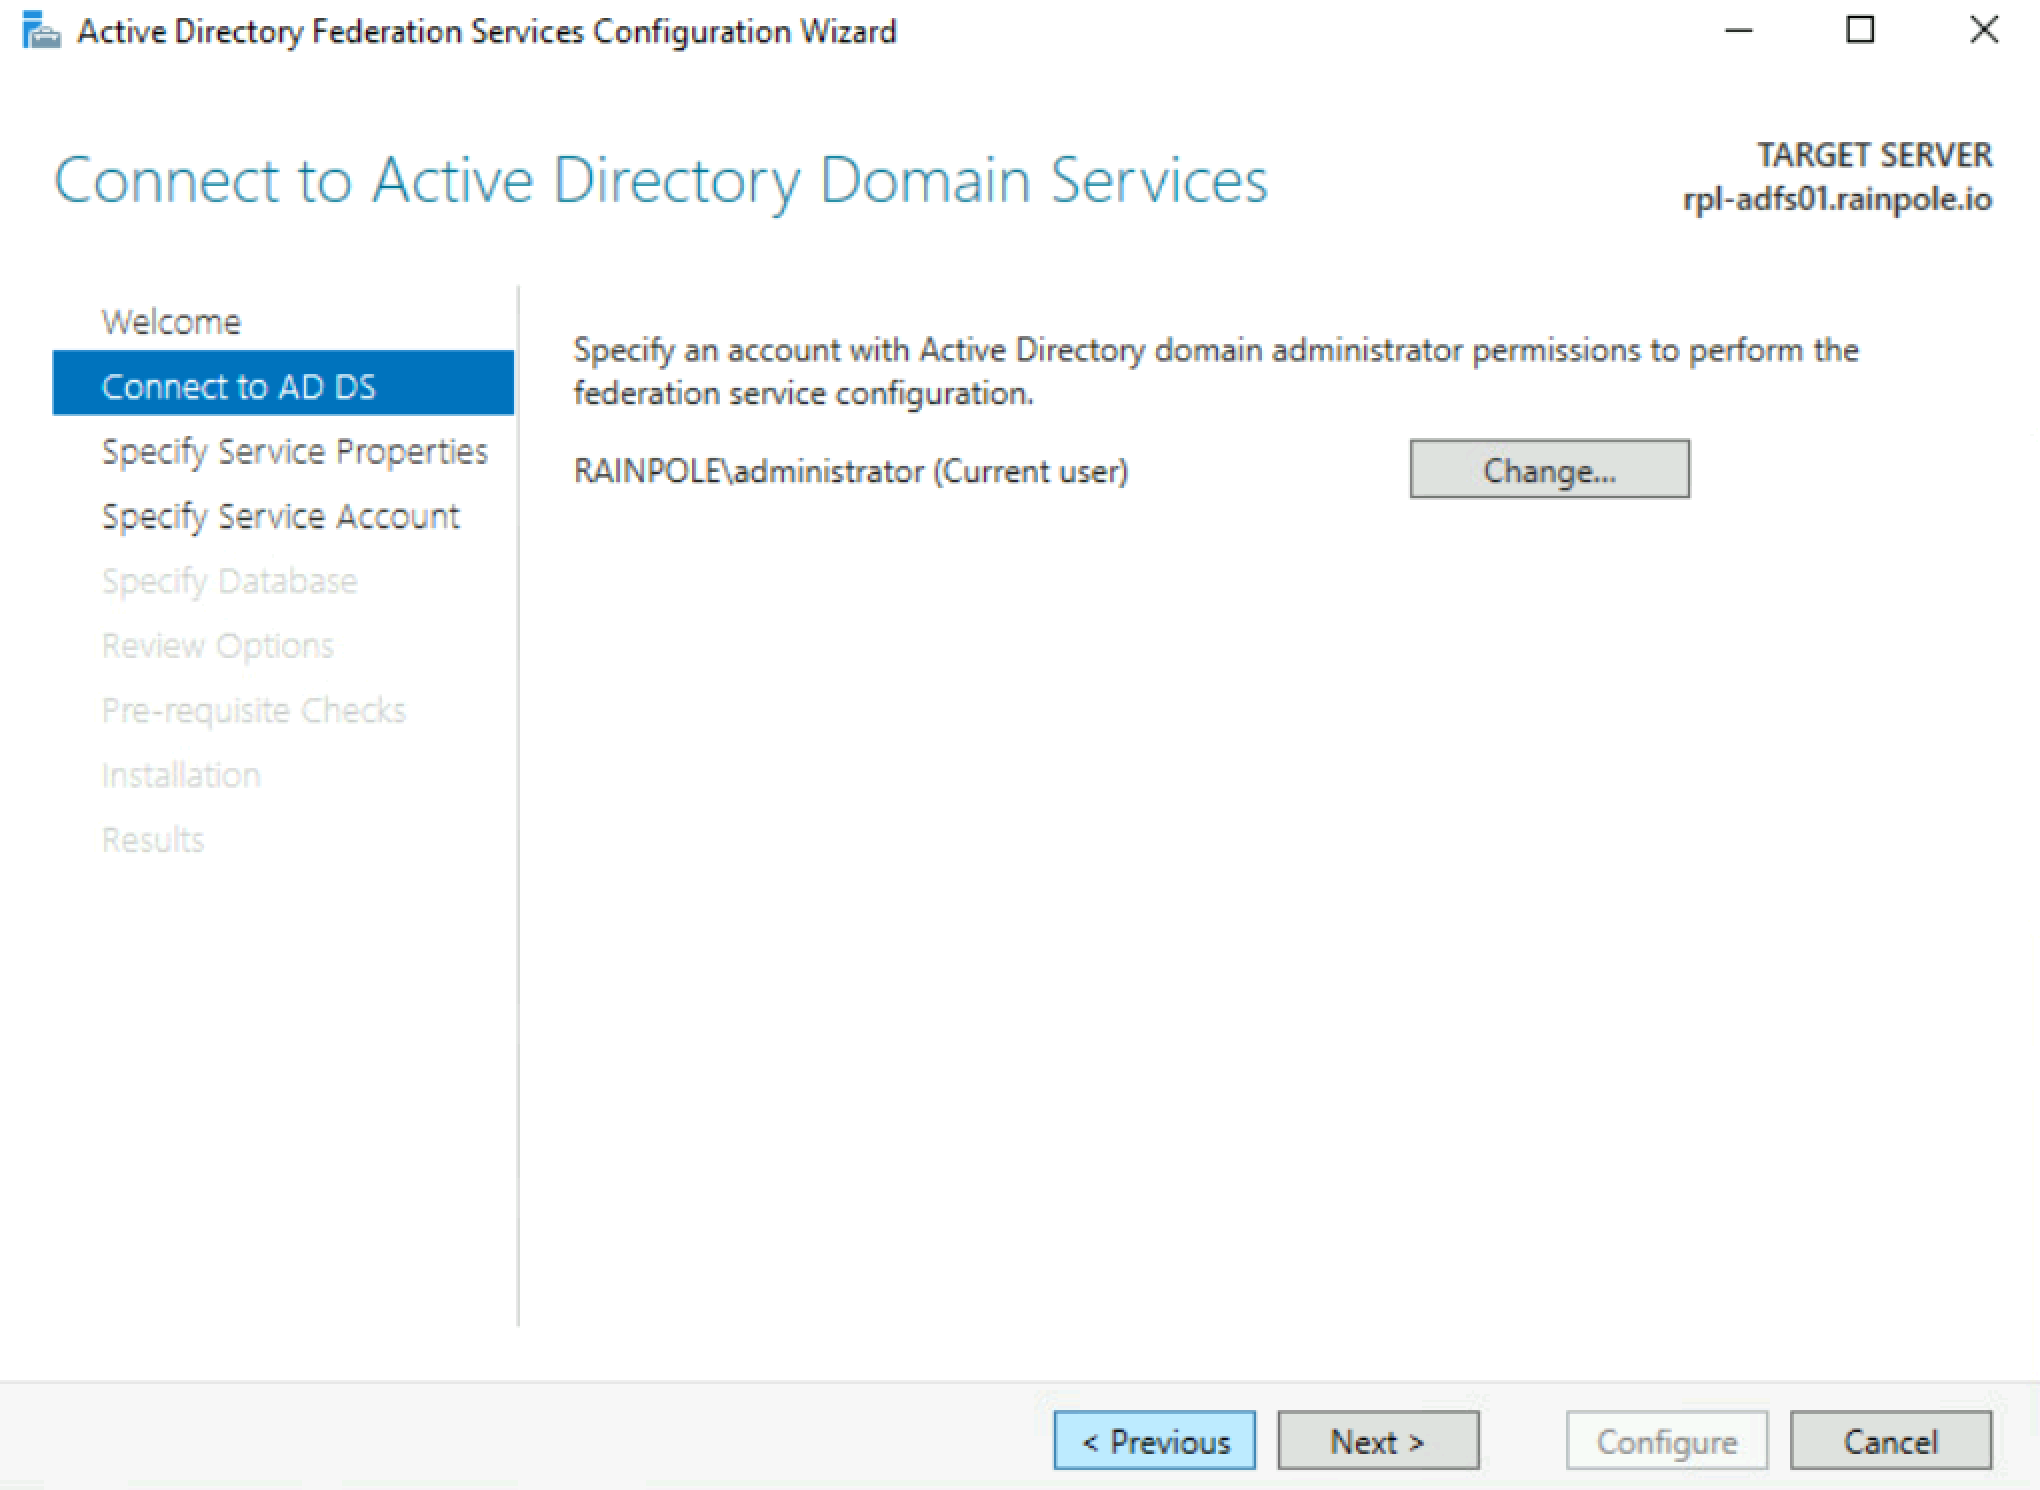 Active Directory Federation Services Configuration Wizard
Connect to Active Directory Domain Services
TARGET SERVER
rpl-adfs01.rainpole.io
Welcome
Connect to AD DS
Specify Service Properties
Specify Service Account
Specify Database
Review Options
Pre-requisite Checks
Installation
Results
Specify an account with Active Directory domain administrator permissions to perform the
federation service configuration.
RAINPOLE\administrator (Current user)
Change...
< Previous
Next >
Configure
Cancel